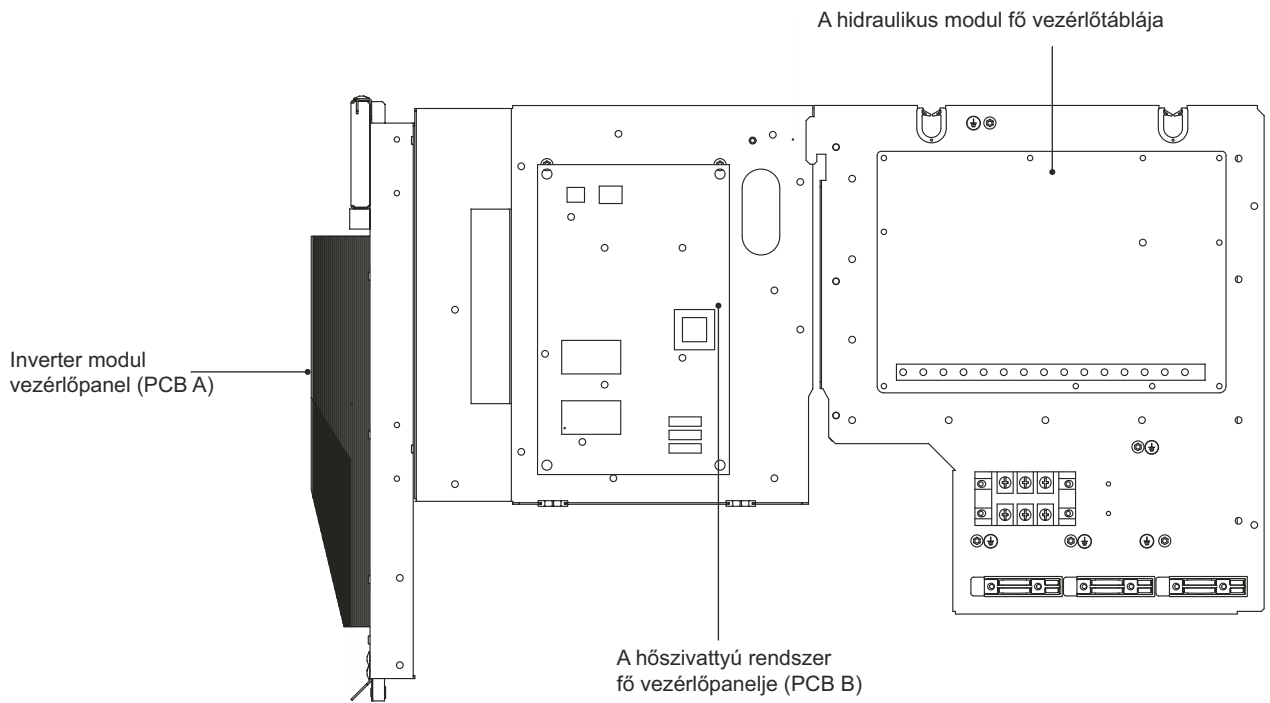 A hidraulikus modul fő vezérlőtáblája
Inverter modul
vezérlőpanel (PCB A)
A hőszivattyú rendszer
fő vezérlőpanelje (PCB B)